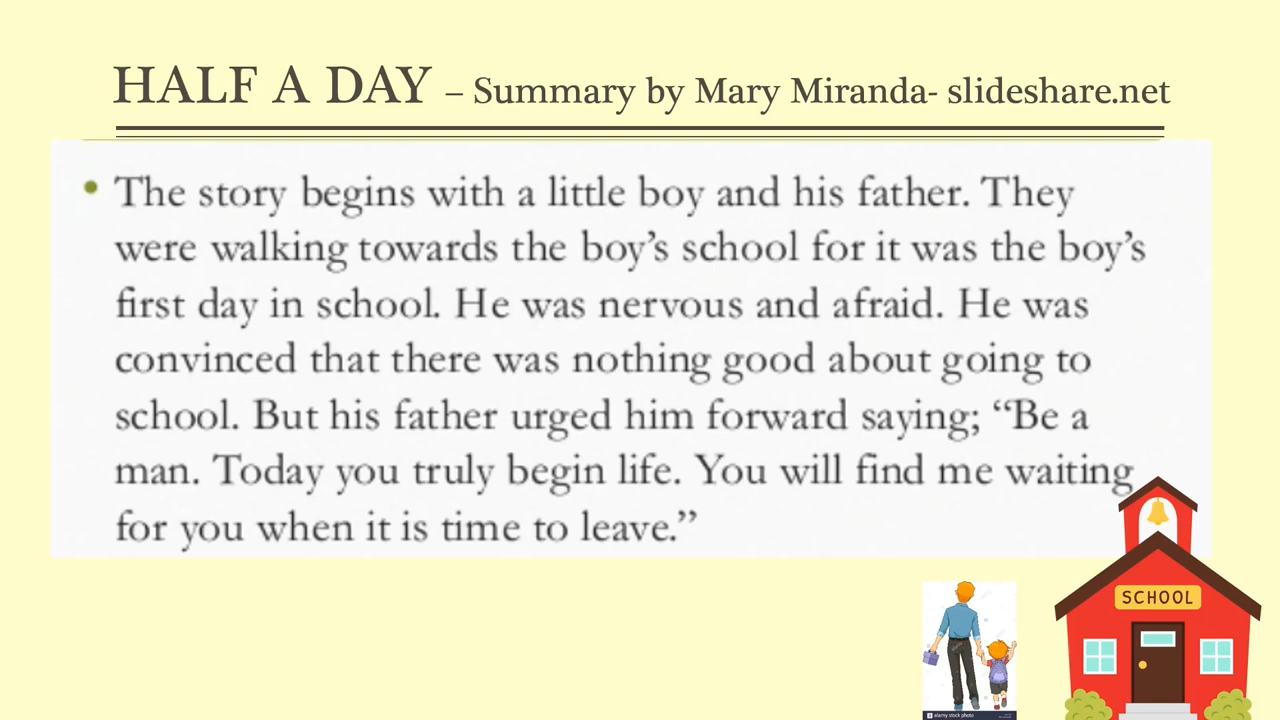 HALF A DAY – Summary by Mary Miranda- slideshare.net
• The story begins with a little boy and his father. They
were walking towards the boy’s school for it was the boy’s
first day in school. He was nervous and afraid. He was
convinced that there was nothing good about going to
school. But his father urged him forward saying; “Be a
man. Today you truly begin life. You will find me waiting
for you when it is time to leave.”
SCHOOL
alamy stock photo